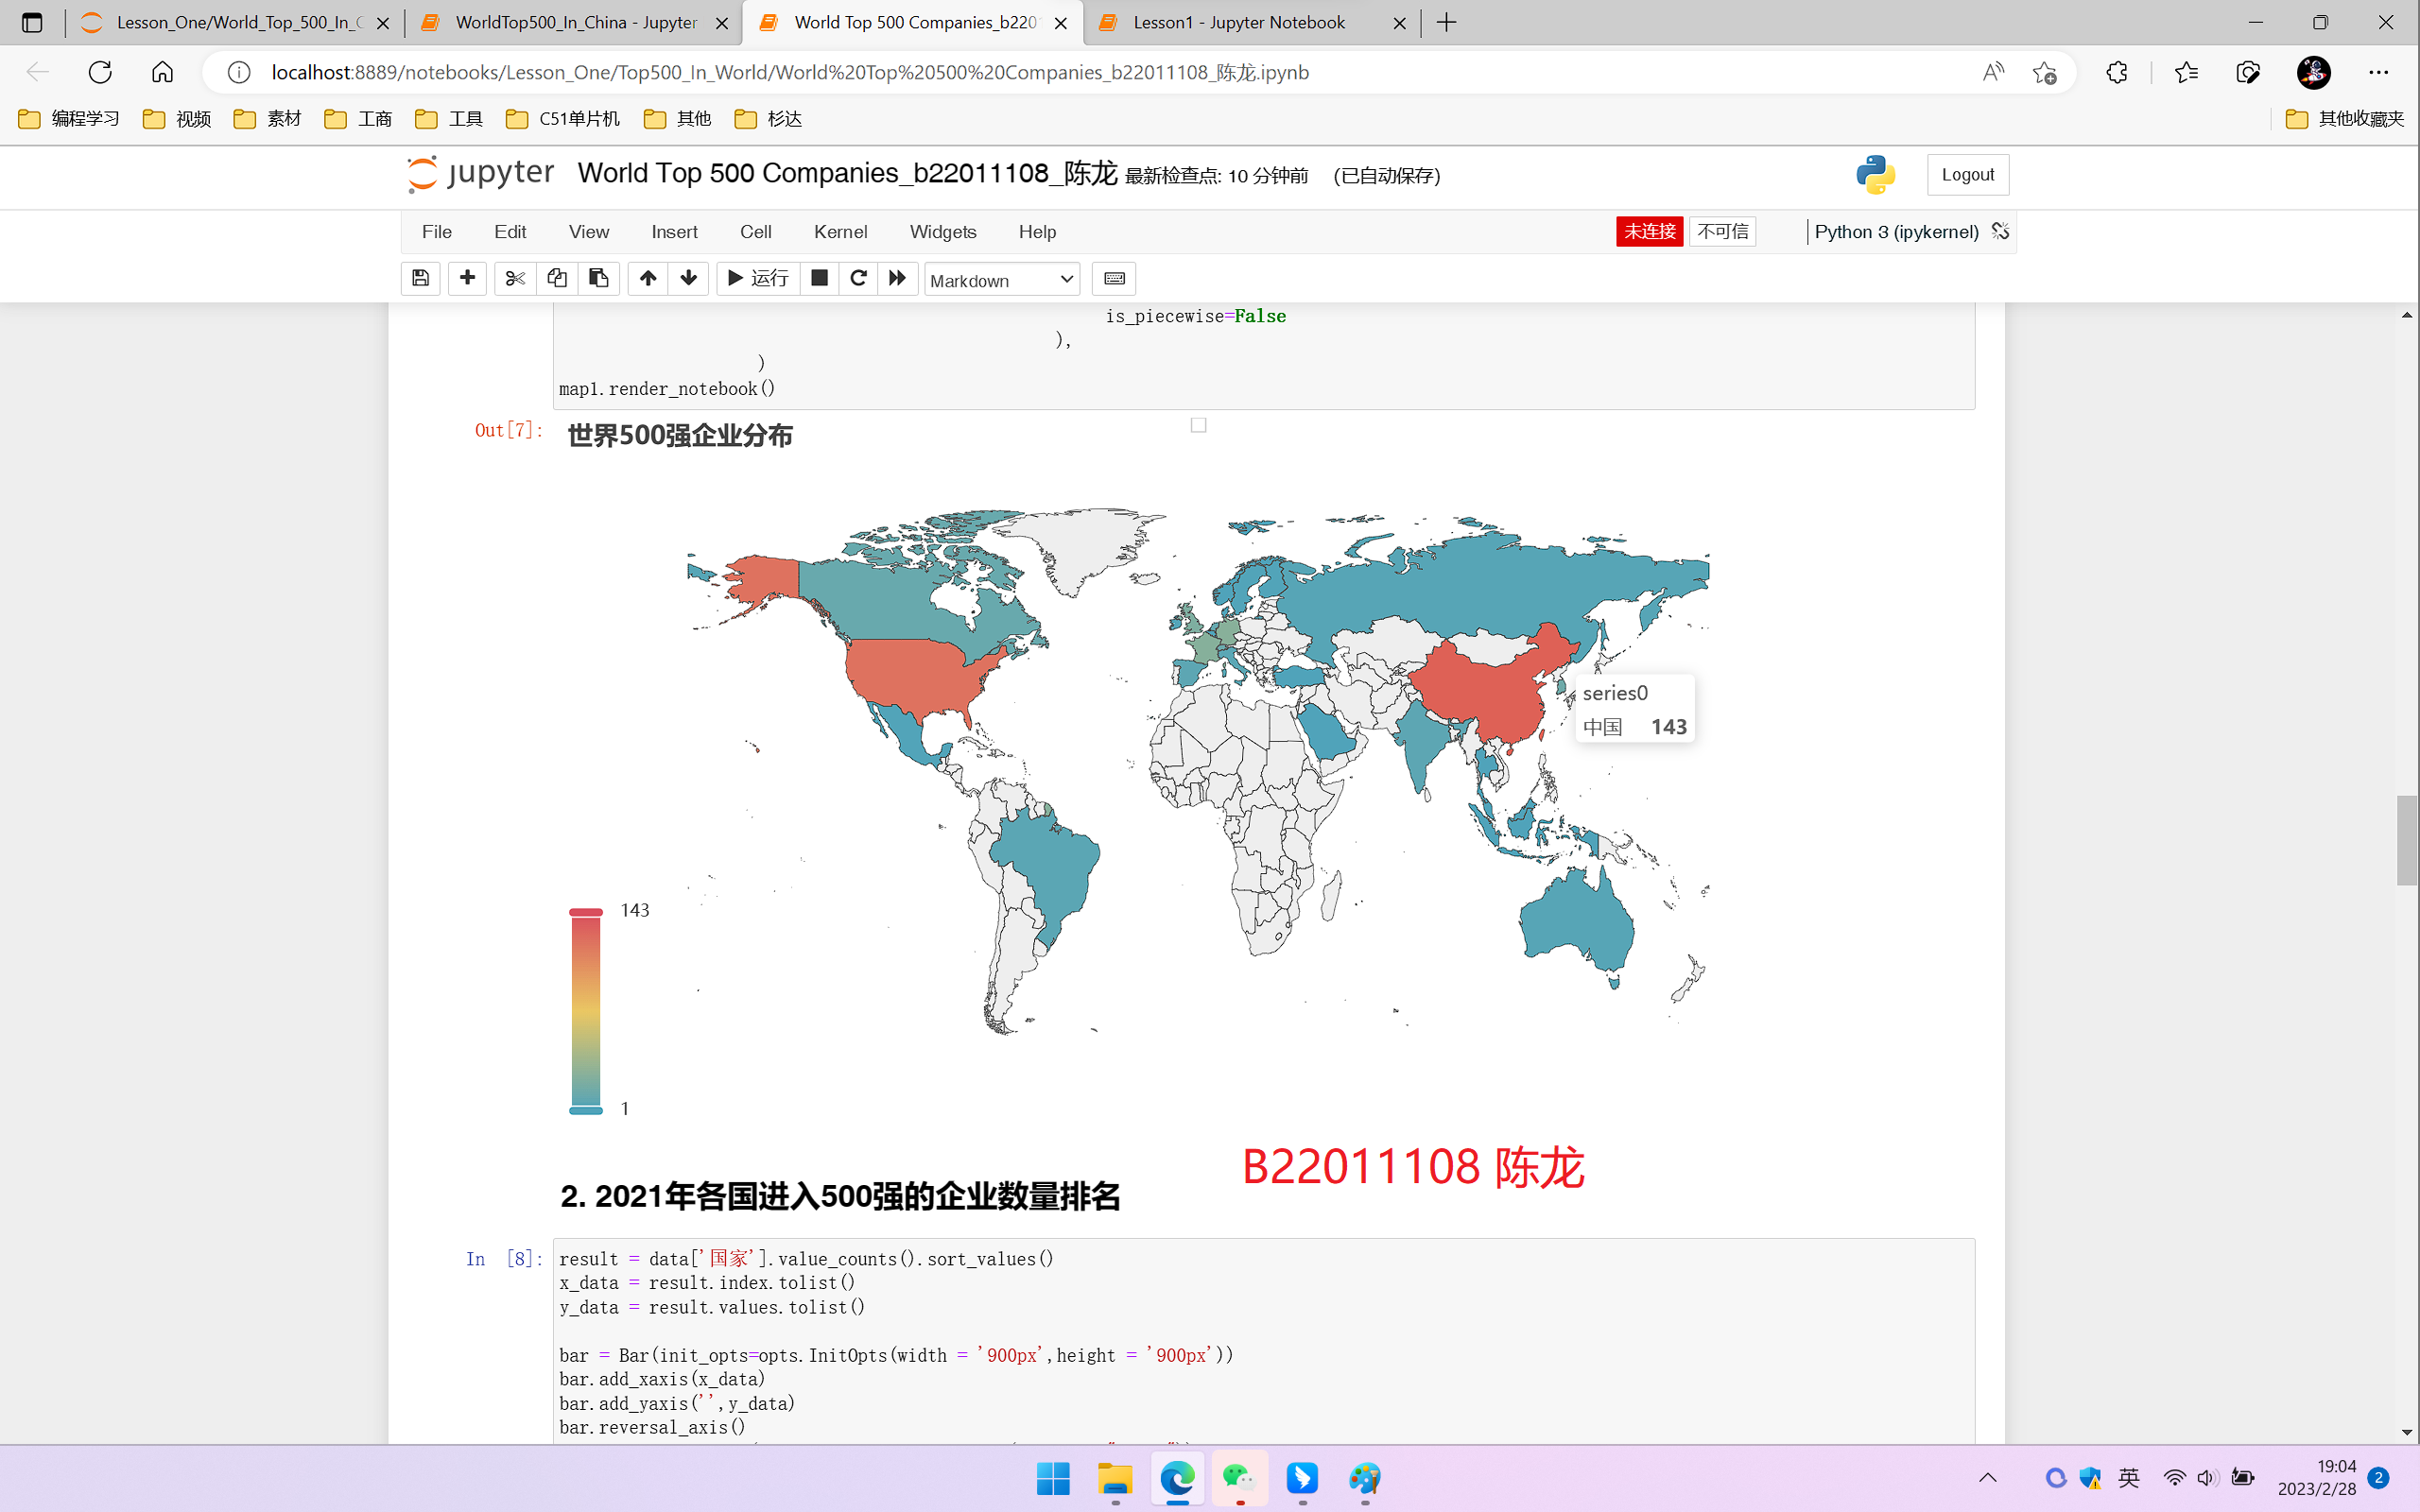 Lesson_One/World_Top_500_In_C
WorldTop500_In_China - Jupyter
World Top 500 Companies_b220
Lesson1 - Jupyter Notebook
localhost:8889/notebooks/Lesson_One/Top500_In_World/World%20Top%20500%20Companies_b22011108_陈龙.ipynb
编程学习 视频 素材 工商 工具 C51单片机 其他 杉达 其他收藏夹
jupyter World Top 500 Companies_b22011108_陈龙 最新检查点: 10 分钟前 (已自动保存) Logout
File Edit View Insert Cell Kernel Widgets Help 未连接 不可信 Python 3 (ipykernel)
运行 Markdown
is_piecewise=False
),
)
map1.render_notebook()
Out[7]: 世界500强企业分布
series0
中国 143
143
1
B22011108 陈龙
2. 2021年各国进入500强的企业数量排名
In [8]: result = data['国家'].value_counts().sort_values()
x_data = result.index.tolist()
y_data = result.values.tolist()
bar = Bar(init_opts=opts.InitOpts(width = '900px',height = '900px'))
bar.add_xaxis(x_data)
bar.add_yaxis('',y_data)
bar.reversal_axis()
英
19:04
2023/2/28
2